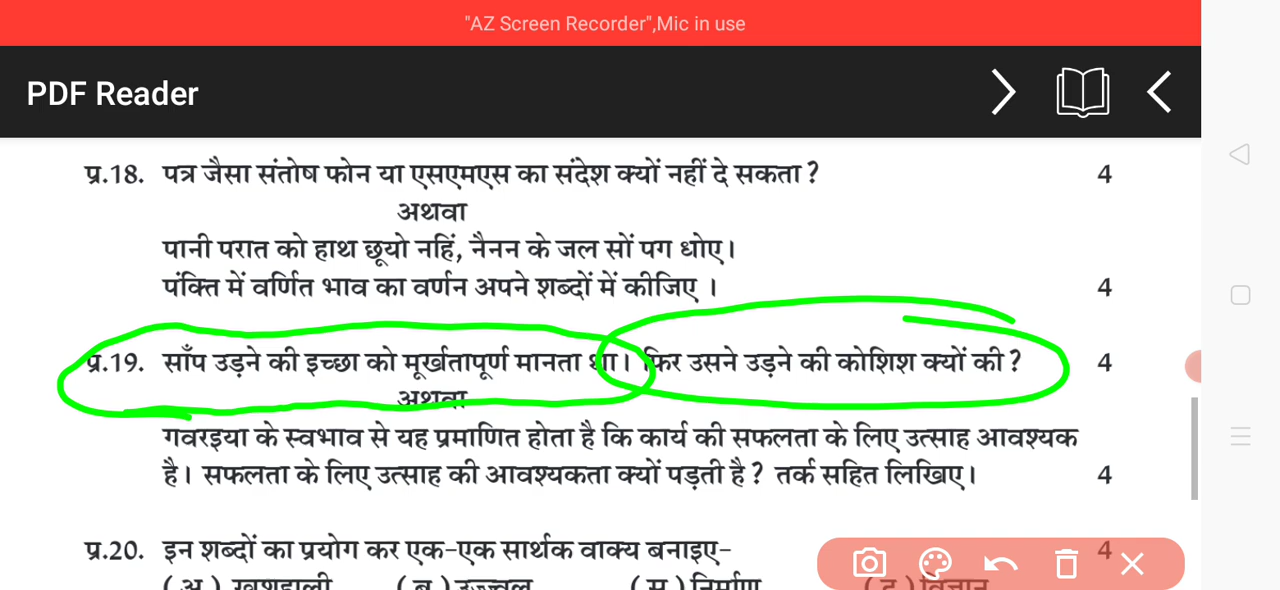 "AZ Screen Recorder",Mic in use
PDF Reader
प्र.18. पत्र जैसा संतोष फोन या एसएमएस का संदेश क्यों नहीं दे सकता? 4
अथवा
पानी परात को हाथ छूयो नहिं, नैनन के जल सों पग धोए।
पंक्ति में वर्णित भाव का वर्णन अपने शब्दों में कीजिए । 4
प्र.19. साँप उड़ने की इच्छा को मूर्खतापूर्ण मानता था। फिर उसने उड़ने की कोशिश क्यों की? 4
अथवा
गवरइया के स्वभाव से यह प्रमाणित होता है कि कार्य की सफलता के लिए उत्साह आवश्यक
है। सफलता के लिए उत्साह की आवश्यकता क्यों पड़ती है? तर्क सहित लिखिए। 4
प्र.20. इन शब्दों का प्रयोग कर एक-एक सार्थक वाक्य बनाइए- 4
(अ) खुशहाली (ब) उज्ज्वल (स) निर्माण (द) विज्ञान